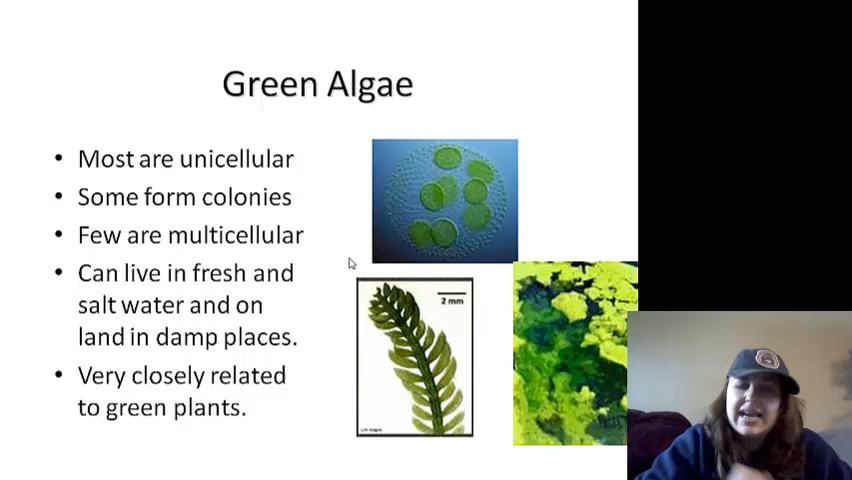 Green Algae
• Most are unicellular
• Some form colonies
• Few are multicellular
• Can live in fresh and
salt water and on
land in damp places.
• Very closely related
to green plants.
2 mm